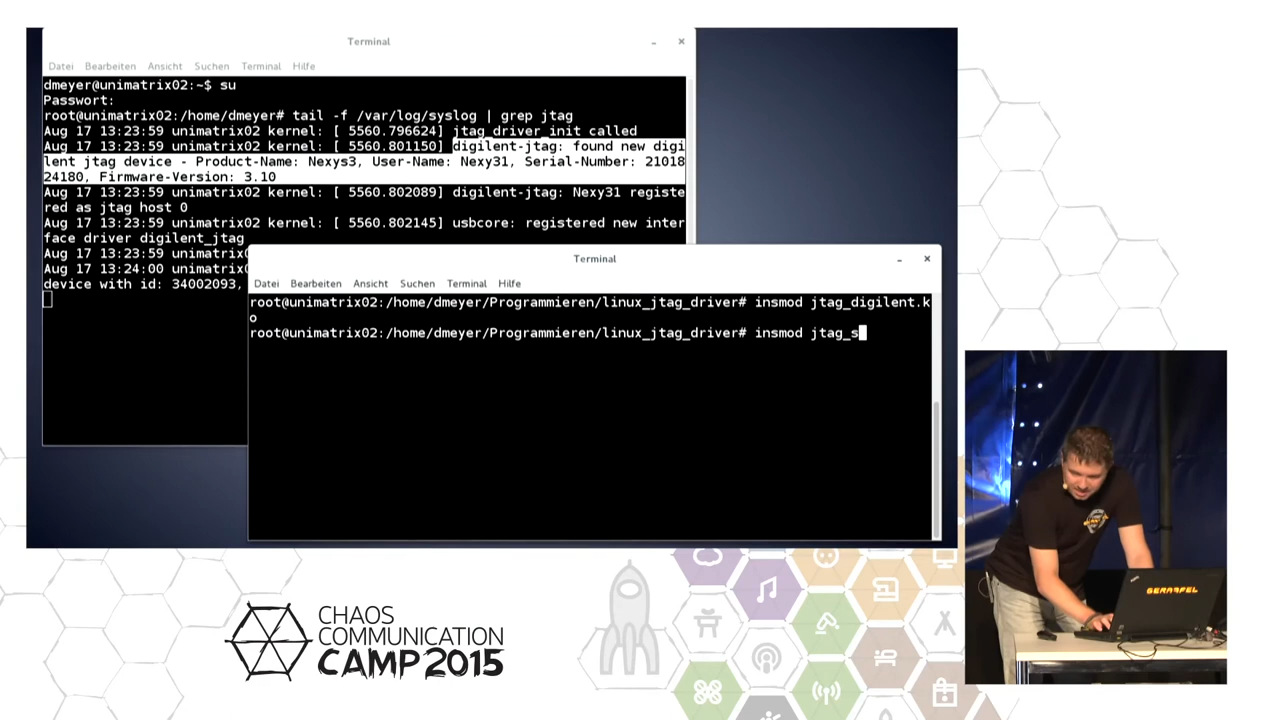 Terminal
Datei Bearbeiten Ansicht Suchen Terminal Hilfe
dmeyer@unimatrix02:~$ su
Passwort:
root@unimatrix02:/home/dmeyer# tail -f /var/log/syslog | grep jtag
Aug 17 13:23:59 unimatrix02 kernel: [ 5560.796624] jtag_driver_init called
Aug 17 13:23:59 unimatrix02 kernel: [ 5560.801150] digilent-jtag: found new digi
lent jtag device - Product-Name: Nexys3, User-Name: Nexy31, Serial-Number: 21018
24180, Firmware-Version: 3.10
Aug 17 13:23:59 unimatrix02 kernel: [ 5560.802089] digilent-jtag: Nexy31 registe
red as jtag host 0
Aug 17 13:23:59 unimatrix02 kernel: [ 5560.802145] usbcore: registered new inter
face driver digilent_jtag
Aug 17 13:23:59 unimatrix0
Aug 17 13:24:00 unimatrix0
device with id: 34002093,
Terminal
Datei Bearbeiten Ansicht Suchen Terminal Hilfe
root@unimatrix02:/home/dmeyer/Programmieren/linux_jtag_driver# insmod jtag_digilent.k
o
root@unimatrix02:/home/dmeyer/Programmieren/linux_jtag_driver# insmod jtag_s
GERAFFEL
CHAOS
COMMUNICATION
CAMP 2015